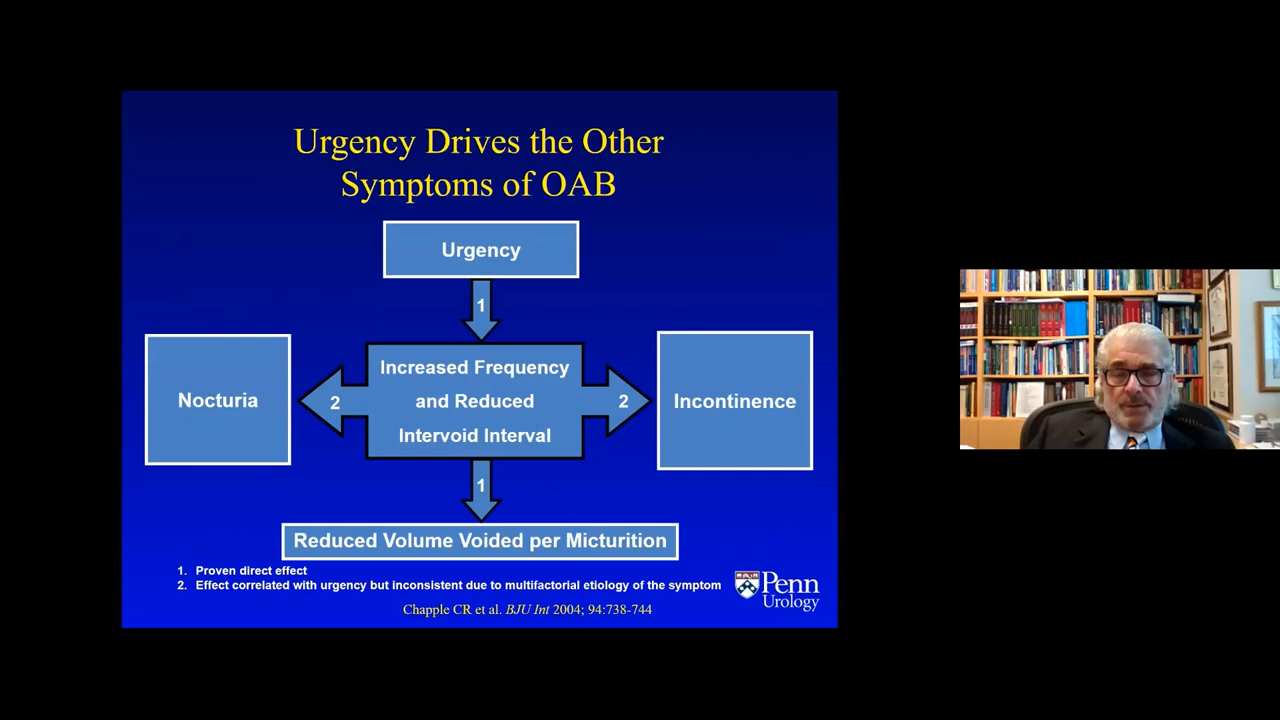 Urgency Drives the Other
Symptoms of OAB
Urgency
1
Nocturia
2
Increased Frequency
and Reduced
Intervoid Interval
2
Incontinence
1
Reduced Volume Voided per Micturition
1. Proven direct effect
2. Effect correlated with urgency but inconsistent due to multifactorial etiology of the symptom
Penn
Urology
Chapple CR et al. BJU Int 2004; 94:738-744